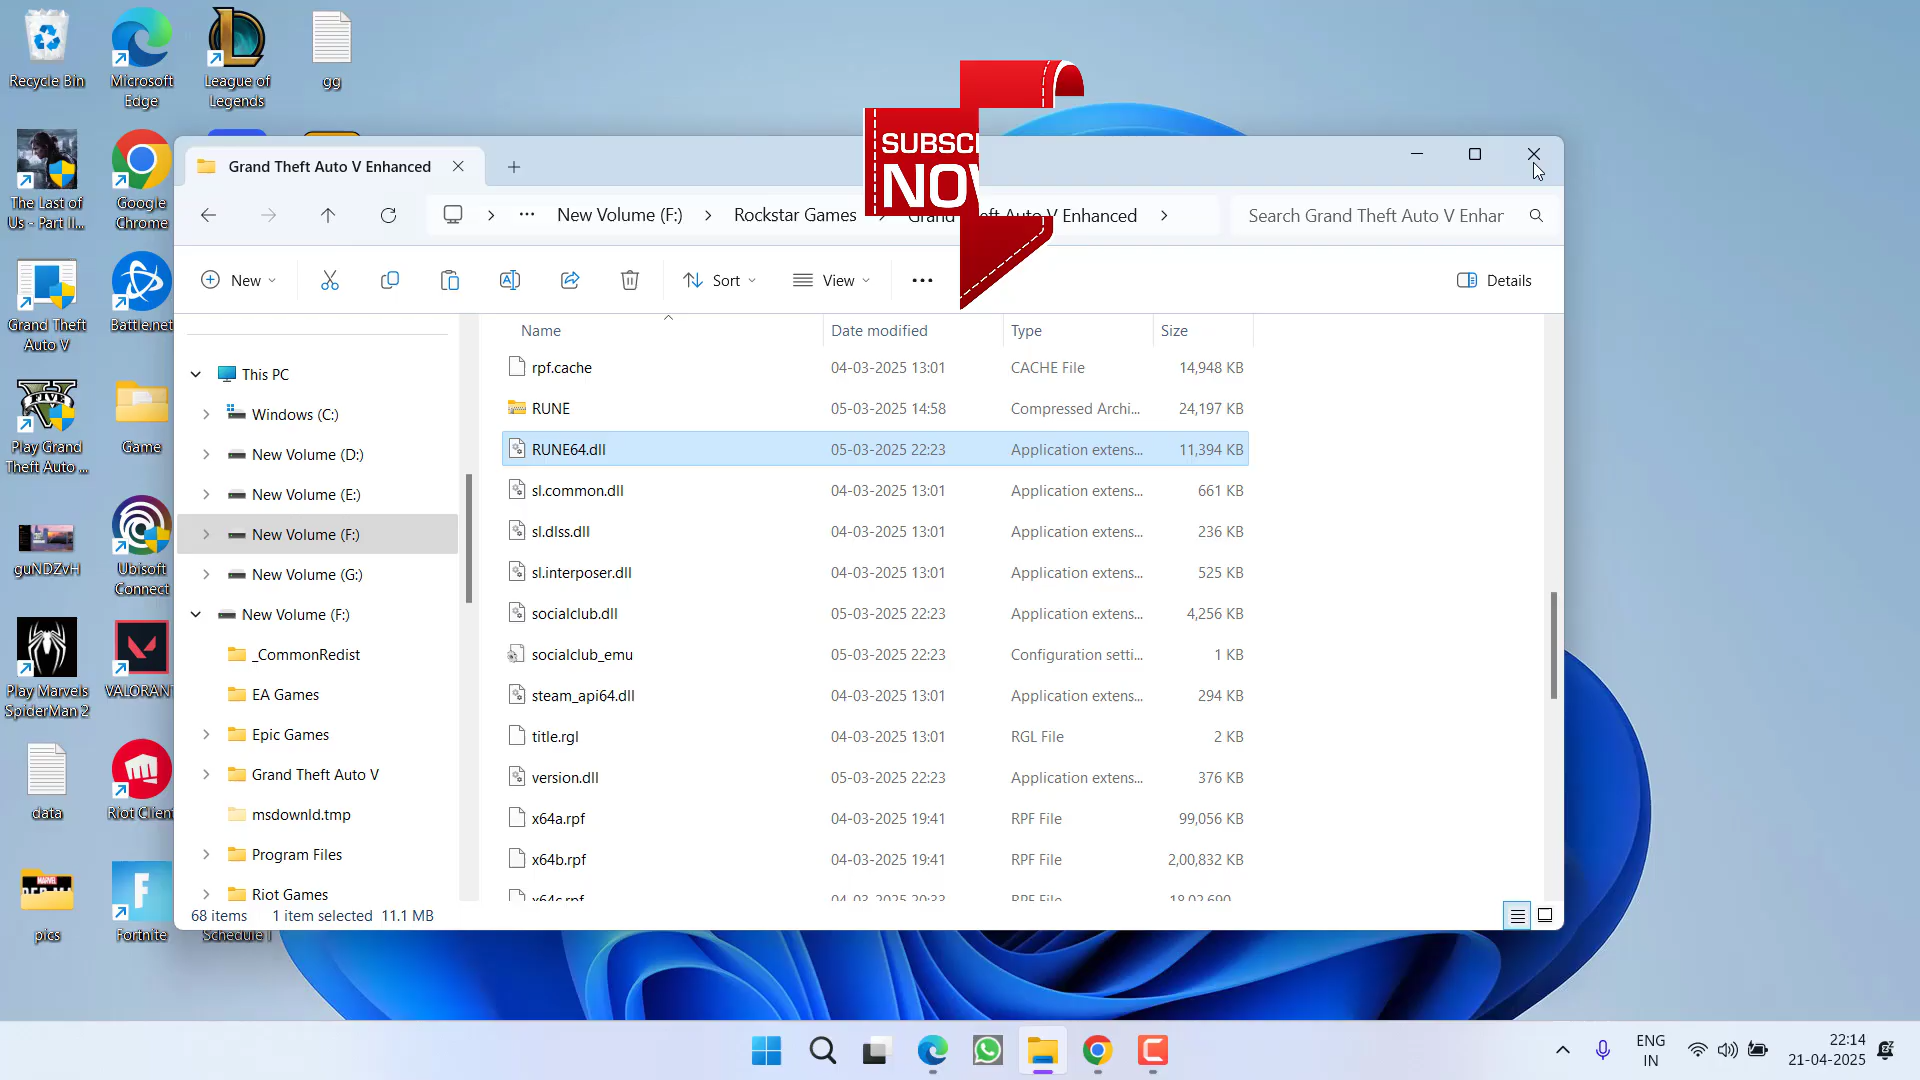 Recycle Bin
Microsoft
Edge
League of
Legends
gg
The Last of
Us - Part II...
Google
Chrome
Grand Theft
Auto V
Battle.net
Play Grand
Theft Auto ...
Game
guNDZvH
Ubisoft
Connect
Play Marvels
SpiderMan 2
VALORANT
data
Riot Client
pics
Fortnite
Schedule I
SUBSC
NO
Grand Theft Auto V Enhanced
New Volume (F:)
Rockstar Games
Grand Theft Auto V Enhanced
Search Grand Theft Auto V Enhar
New
Sort
View
Details
Name
Date modified
Type
Size
This PC
Windows (C:)
New Volume (D:)
New Volume (E:)
New Volume (F:)
New Volume (G:)
New Volume (F:)
_CommonRedist
EA Games
Epic Games
Grand Theft Auto V
msdownld.tmp
Program Files
Riot Games
rpf.cache 04-03-2025 13:01 CACHE File 14,948 KB
RUNE 05-03-2025 14:58 Compressed Archi... 24,197 KB
RUNE64.dll 05-03-2025 22:23 Application extens... 11,394 KB
sl.common.dll 04-03-2025 13:01 Application extens... 661 KB
sl.dlss.dll 04-03-2025 13:01 Application extens... 236 KB
sl.interposer.dll 04-03-2025 13:01 Application extens... 525 KB
socialclub.dll 05-03-2025 22:23 Application extens... 4,256 KB
socialclub_emu 05-03-2025 22:23 Configuration setti... 1 KB
steam_api64.dll 04-03-2025 13:01 Application extens... 294 KB
title.rgl 04-03-2025 13:01 RGL File 2 KB
version.dll 05-03-2025 22:23 Application extens... 376 KB
x64a.rpf 04-03-2025 19:41 RPF File 99,056 KB
x64b.rpf 04-03-2025 19:41 RPF File 2,00,832 KB
68 items 1 item selected 11.1 MB
ENG
IN
22:14
21-04-2025